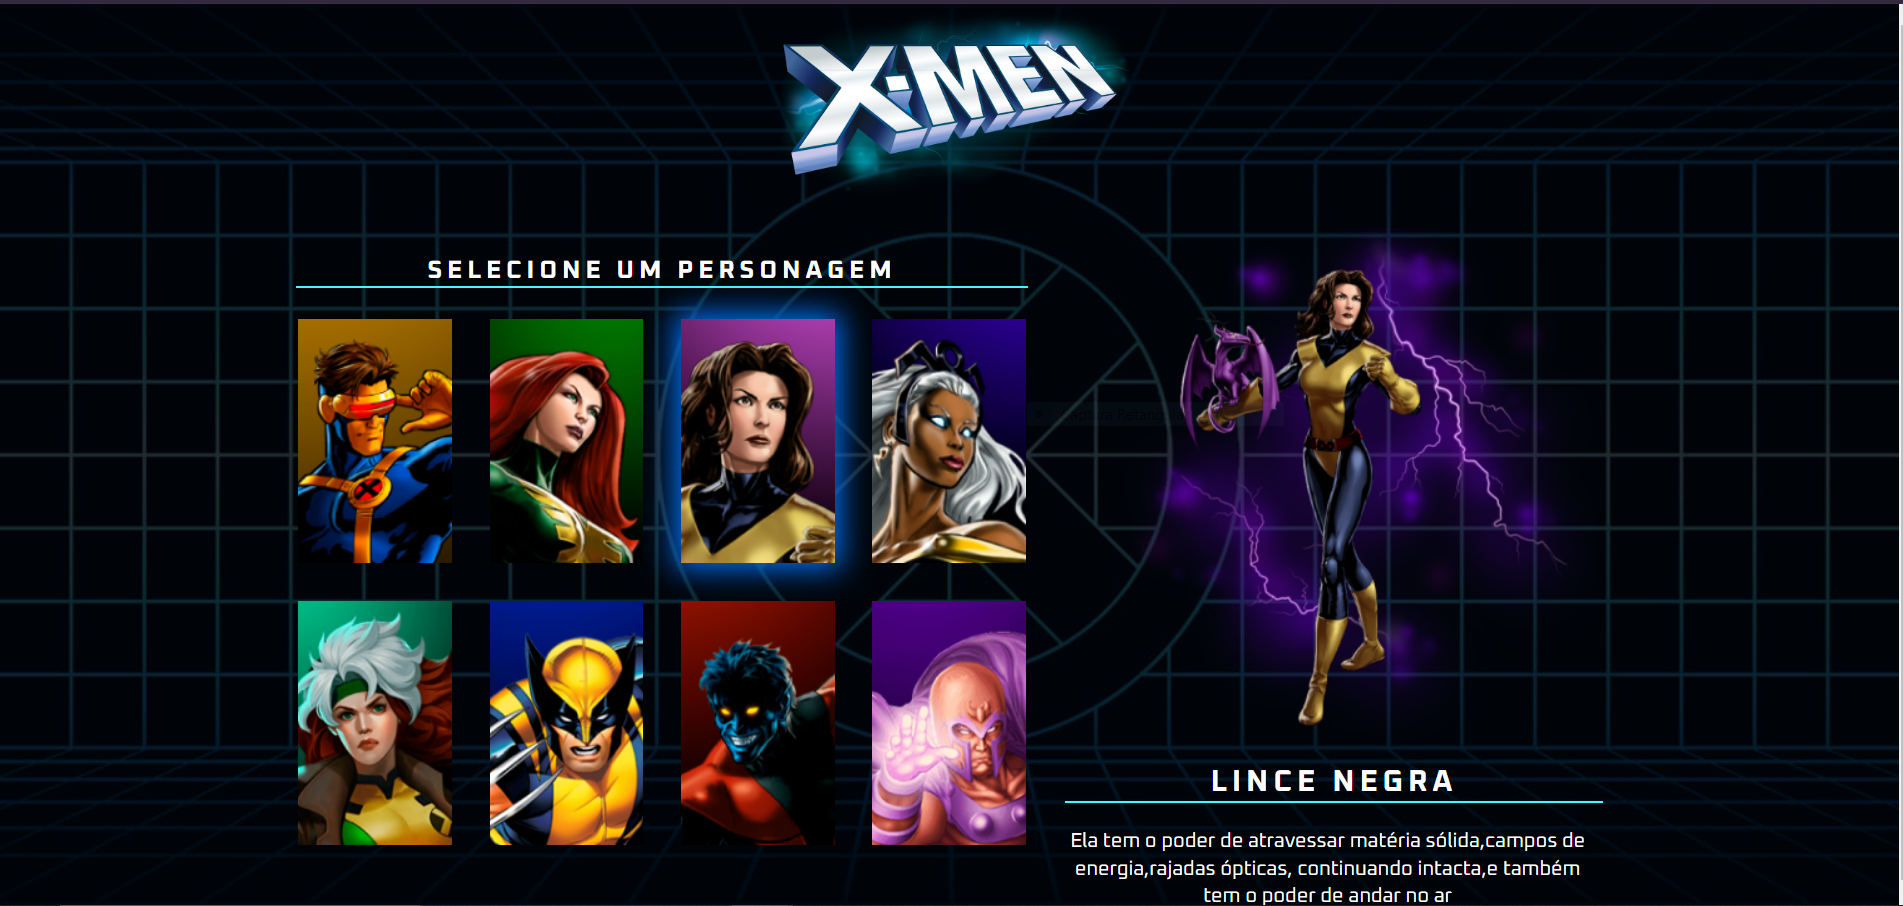 X-MEN
SELECIONE UM PERSONAGEM
LINCE NEGRA
Ela tem o poder de atravessar matéria sólida,campos de
energia,rajadas ópticas, continuando intacta,e também
tem o poder de andar no ar